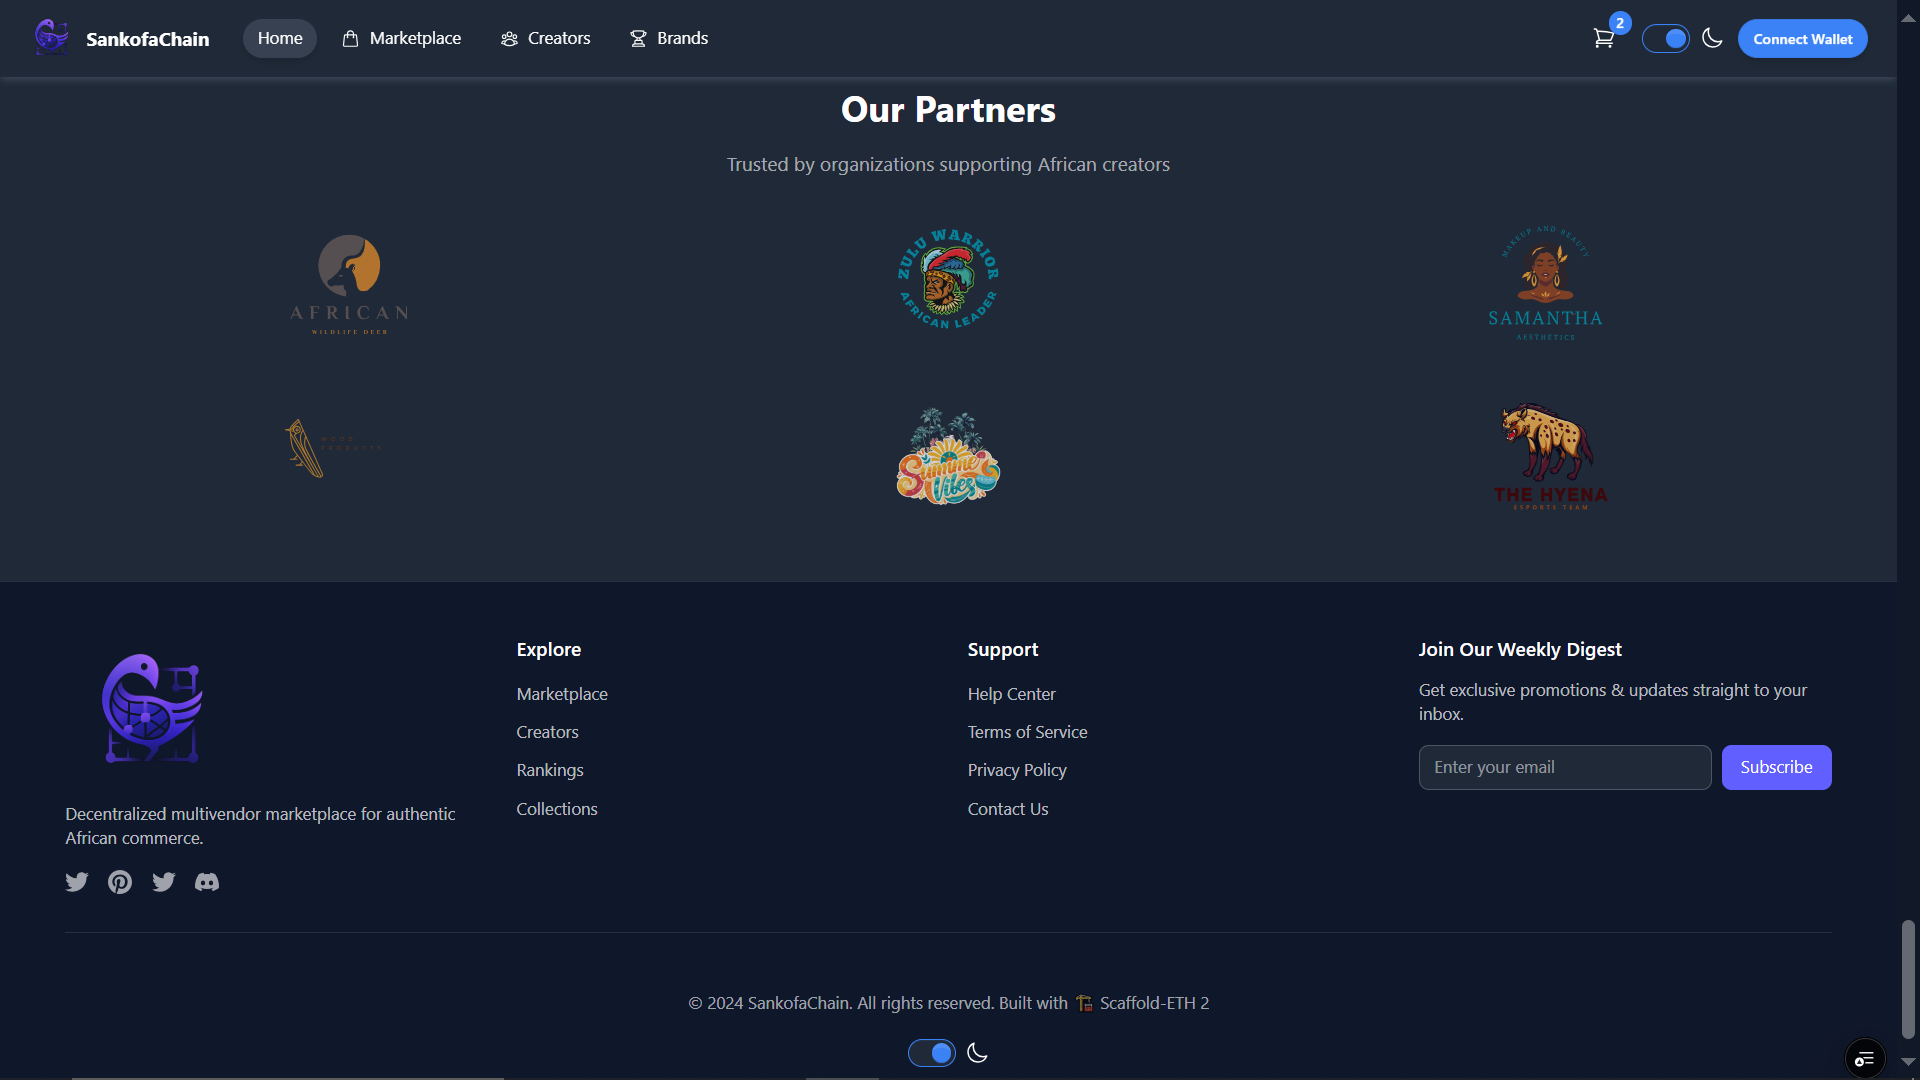 SankofaChain
Home
Marketplace
Creators
Brands
2
Connect Wallet
Our Partners
Trusted by organizations supporting African creators
AFRICAN
WILDLIFE DEER
ZULU WARRIOR
AFRICAN LEADER
MAKEUP AND BEAUTY
SAMANTHA
AESTHETICS
WOOD
PRODUCTS
Summer
Vibes
THE HYENA
ESPORTS TEAM
Decentralized multivendor marketplace for authentic
African commerce.
Explore
Marketplace
Creators
Rankings
Collections
Support
Help Center
Terms of Service
Privacy Policy
Contact Us
Join Our Weekly Digest
Get exclusive promotions & updates straight to your
inbox.
Enter your email
Subscribe
© 2024 SankofaChain. All rights reserved. Built with 🏗️ Scaffold-ETH 2